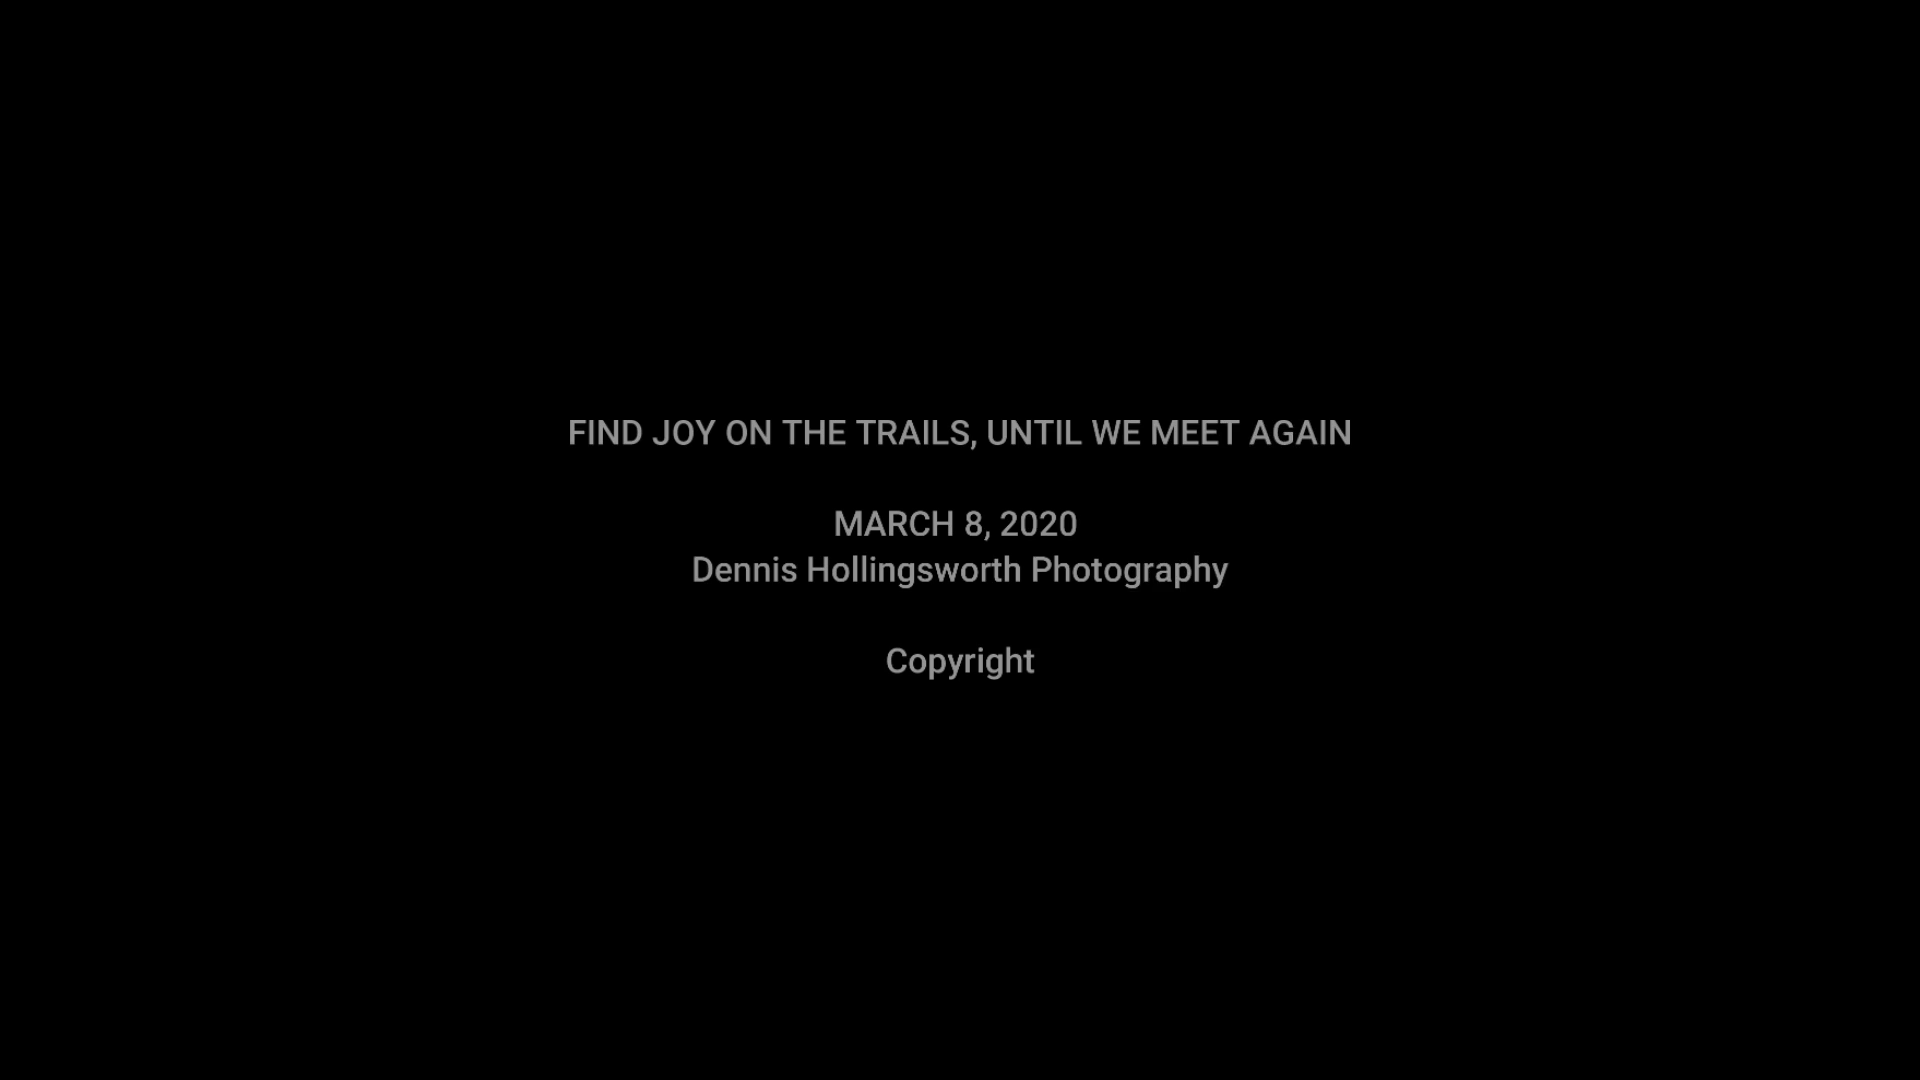 FIND JOY ON THE TRAILS, UNTIL WE MEET AGAIN
MARCH 8, 2020
Dennis Hollingsworth Photography
Copyright